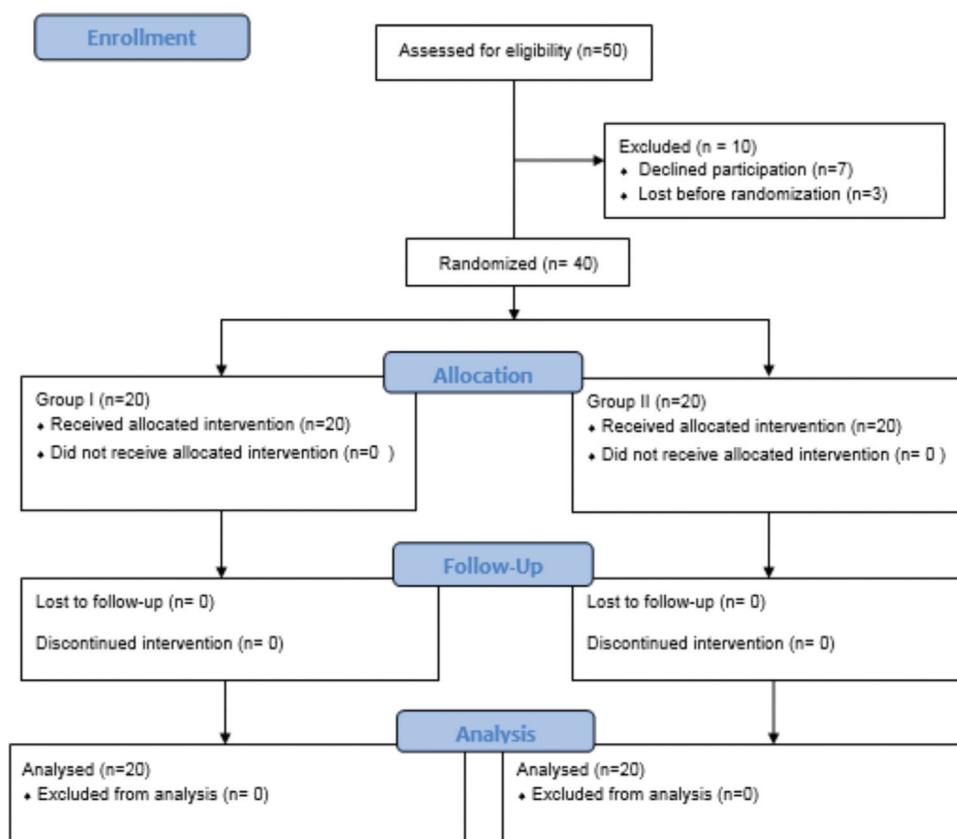 Enrollment
Assessed for eligibility (n=50)
Excluded (n = 10)
⬥ Declined participation (n=7)
⬥ Lost before randomization (n=3)
Randomized (n= 40)
Allocation
Group I (n=20)
⬥ Received allocated intervention (n=20)
⬥ Did not receive allocated intervention (n=0 )
Group II (n=20)
⬥ Received allocated intervention (n=20)
⬥ Did not receive allocated intervention (n= 0 )
Follow-Up
Lost to follow-up (n= 0)
Discontinued intervention (n= 0)
Lost to follow-up (n= 0)
Discontinued intervention (n= 0)
Analysis
Analysed (n=20)
⬥ Excluded from analysis (n= 0)
Analysed (n=20)
⬥ Excluded from analysis (n=0)